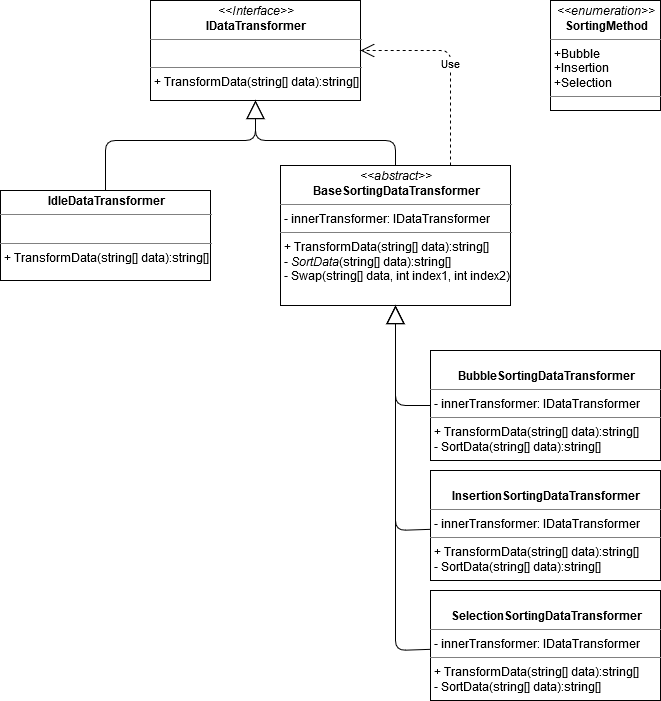 <<Interface>>
IDataTransformer
+ TransformData(string[] data):string[]
<<enumeration>>
SortingMethod
+Bubble
+Insertion
+Selection
Use
IdleDataTransformer
+ TransformData(string[] data):string[]
<<abstract>>
BaseSortingDataTransformer
- innerTransformer: IDataTransformer
+ TransformData(string[] data):string[]
- SortData(string[] data):string[]
- Swap(string[] data, int index1, int index2)
BubbleSortingDataTransformer
- innerTransformer: IDataTransformer
+ TransformData(string[] data):string[]
- SortData(string[] data):string[]
InsertionSortingDataTransformer
- innerTransformer: IDataTransformer
+ TransformData(string[] data):string[]
- SortData(string[] data):string[]
SelectionSortingDataTransformer
- innerTransformer: IDataTransformer
+ TransformData(string[] data):string[]
- SortData(string[] data):string[]